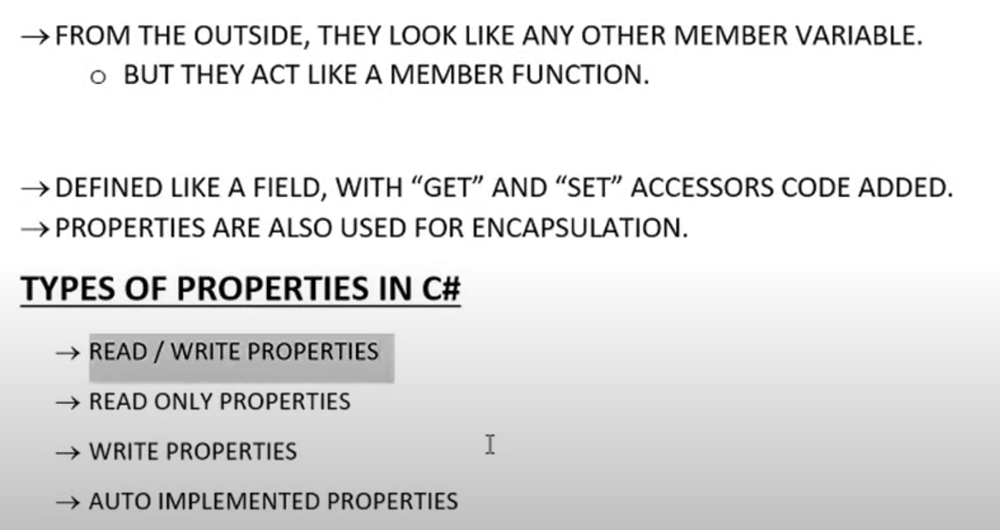 → FROM THE OUTSIDE, THEY LOOK LIKE ANY OTHER MEMBER VARIABLE.
o BUT THEY ACT LIKE A MEMBER FUNCTION.
→ DEFINED LIKE A FIELD, WITH “GET” AND “SET” ACCESSORS CODE ADDED.
→ PROPERTIES ARE ALSO USED FOR ENCAPSULATION.
TYPES OF PROPERTIES IN C#
→ READ / WRITE PROPERTIES
→ READ ONLY PROPERTIES
→ WRITE PROPERTIES
→ AUTO IMPLEMENTED PROPERTIES